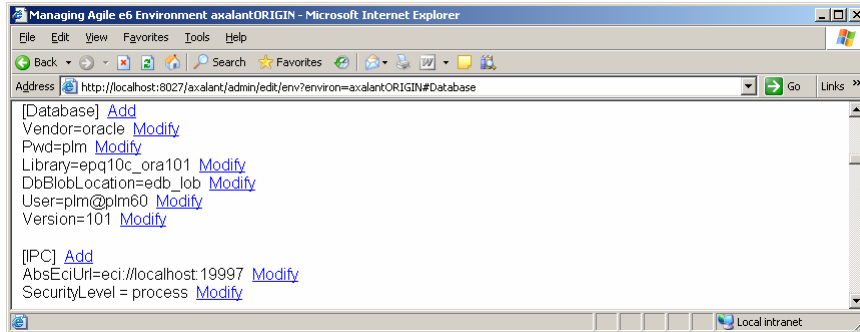 Managing Agile e6 Environment axalantORIGIN - Microsoft Internet Explorer
File Edit View Favorites Tools Help
Back Search Favorites
Address http://localhost:8027/axalant/admin/edit/env?environ=axalantORIGIN#Database Go Links »
[Database] Add
Vendor=oracle Modify
Pwd=plm Modify
Library=epq10c_ora101 Modify
DbBlobLocation=edb_lob Modify
User=plm@plm60 Modify
Version=101 Modify
[IPC] Add
AbsEciUrl=eci://localhost:19997 Modify
SecurityLevel = process Modify
Local intranet